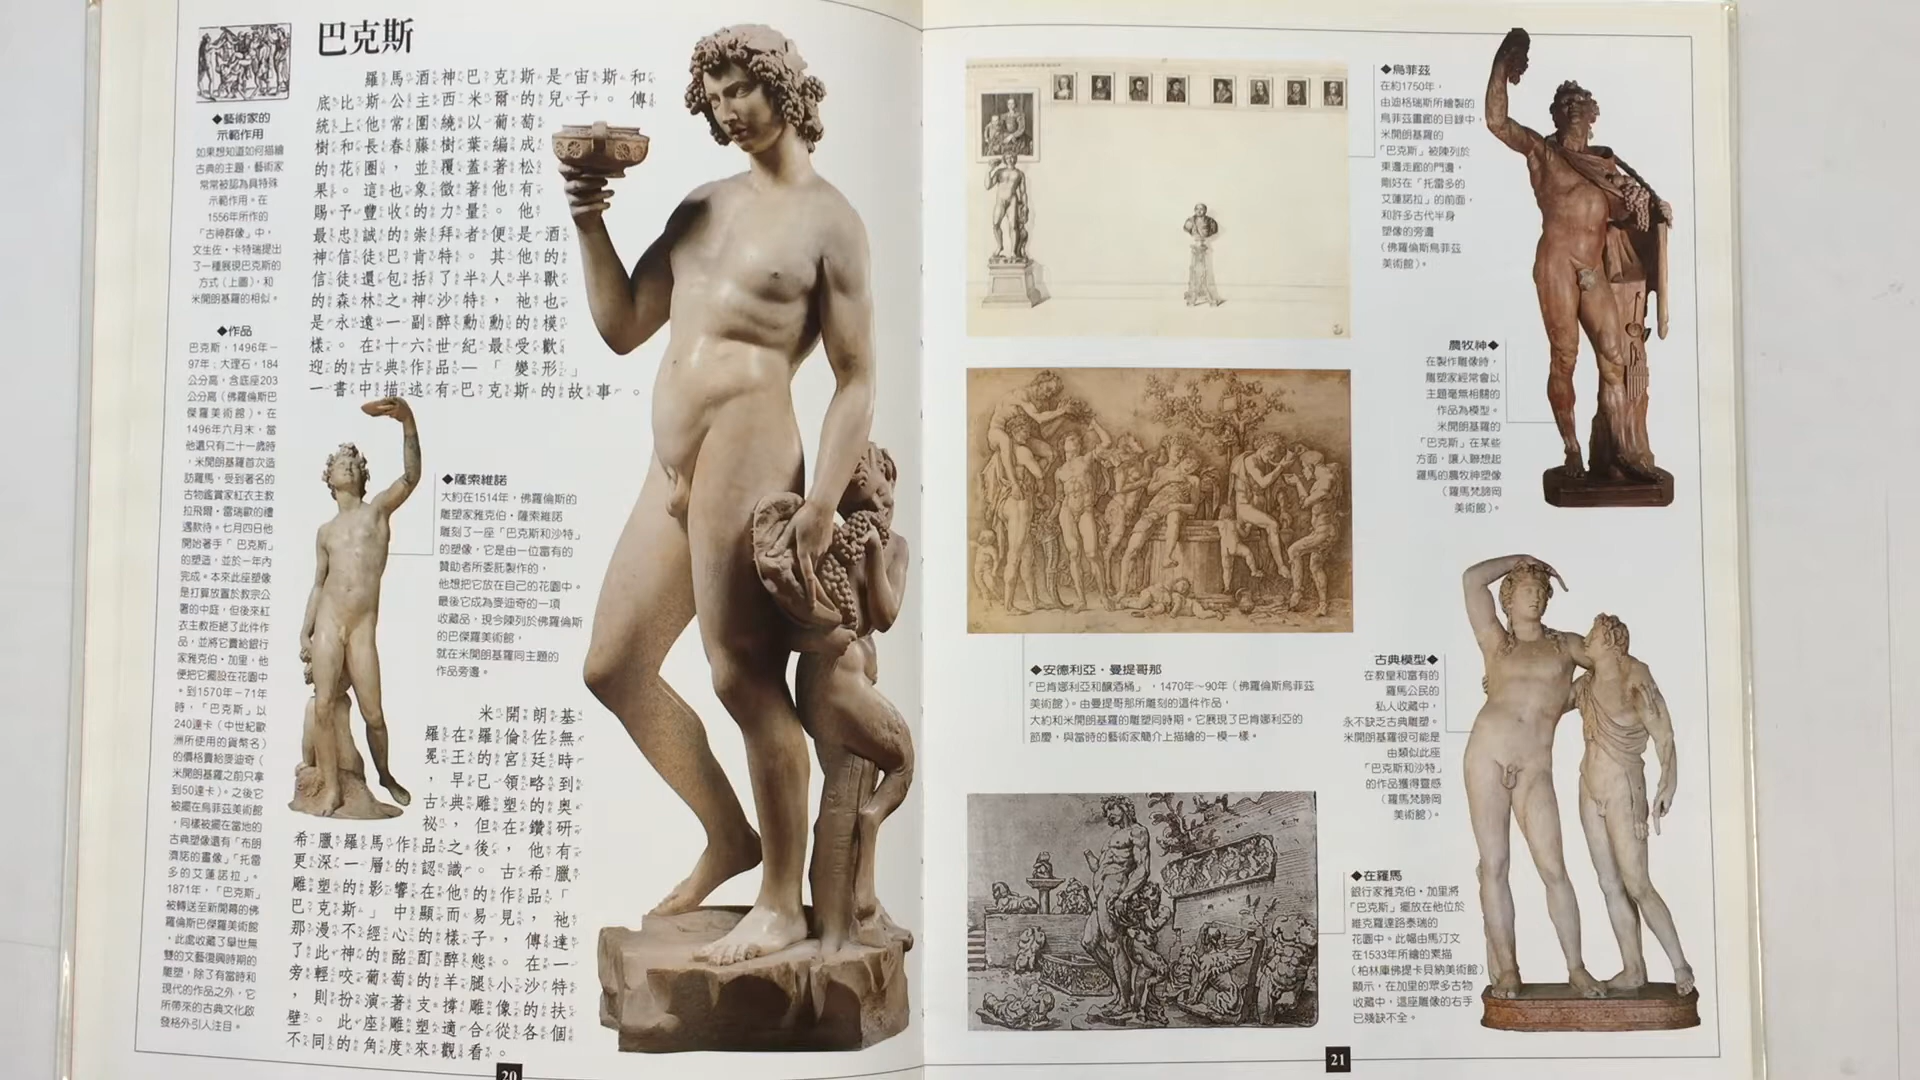 巴克斯
羅馬酒神巴克斯是宙斯和
底比斯公主西米爾的兒子。傳
統上他常圍繞以葡萄
樹和長春藤樹葉編成
的花圈,並覆蓋著松
果。這也象徵著他有
賜予豐收的力量。他
最忠誠的崇拜者便是酒
神信徒巴肯特。其他的
信徒還包括了半人半獸
的森林之神沙特,祂也
是永遠一副醉勳勳的模
樣。在十六世紀最受歡
迎的古典作品—「變形」
一書中描述有巴克斯的故事。
◆藝術家的
示範作用
如果想知道如何描繪
古典的主題,藝術家
常常被認為具特殊
示範作用。在
1556年所作的
「古神群像」中,
文生佐・卡特瑞提出
了一種展現巴克斯的
方式(上圖),和
米開朗基羅的相似。
◆作品
巴克斯,1496年－
97年;大理石,184
公分高,含底座203
公分高(佛羅倫斯巴
傑羅美術館)。在
1496年六月末,當
他還只有二十一歲時
,米開朗基羅首次造
訪羅馬,受到著名的
古物鑑賞家紅衣主教
拉飛爾・雷瑞歐的禮
遇款待。七月四日他
開始著手「巴克斯」
的塑造,並於一年內
完成。本來此座塑像
是打算放置於教宗公
署的中庭,但後來紅
衣主教拒絕了此件作
品,並將它賣給銀行
家雅克伯・加里,他
便把它擺設在花園中
。到1570年－71年
時,「巴克斯」以
240達卡(中世紀歐
洲所使用的貨幣名)
的價格賣給麥迪奇(
米開朗基羅之前只拿
到50達卡)。之後它
被擺在烏菲茲美術館
,同樣被擺在當地的
古典塑像還有「布朗
濟諾的畫像」「托雷
多的艾蓮諾拉」。
1871年,「巴克斯」
被轉送至新開幕的佛
羅倫斯巴傑羅美術館
,此處收藏了舉世無
雙的文藝復興時期的
雕塑,除了有當時和
現代的作品之外,它
所帶來的古典文化啟
發格外引人注目。
◆薩索維諾
大約在1514年,佛羅倫斯的
雕塑家雅克伯・薩索維諾
雕刻了一座「巴克斯和沙特」
的塑像,它是由一位富有的
贊助者所委託製作的,
他想把它放在自己的花園中。
最後它成為麥迪奇的一項
收藏品,現今陳列於佛羅倫斯
的巴傑羅美術館,
就在米開朗基羅同主題的
作品旁邊。
米開朗基
羅在羅倫佐無
冕王的宮廷時
,早已領略到
古典雕塑的奧
祕,但在鑽研
希臘羅馬作品之後,他有
更深一層的認識。古希臘
雕塑的影響在他的作品「
巴克斯」中顯而易見,祂
那漫不經心的樣子,傳達
了此神的酩酊醉態。在一
旁輕咬葡萄的羊腿小沙特
,則扮演著支撐雕像的扶
壁。此座雕塑適合從各個
不同的角度來觀看。
20
◆烏菲茲
在約1750年,
由迪格瑞斯所繪製的
烏菲茲畫廊的目錄中,
米開朗基羅的
「巴克斯」被陳列於
東邊走廊的門邊,
剛好在「托雷多的
艾蓮諾拉」的前面,
和許多古代半身
塑像的旁邊
(佛羅倫斯烏菲茲
美術館)。
農牧神◆
在製作雕像時,
雕塑家經常會以
主題毫無相關的
作品為模型。
米開朗基羅的
「巴克斯」在某些
方面,讓人聯想起
羅馬的農牧神塑像
(羅馬梵諦岡
美術館)。
◆安德利亞・曼提哥那
「巴肯娜利亞和釀酒桶」,1470年～90年(佛羅倫斯烏菲茲
美術館)。由曼提哥那所雕刻的這件作品,
大約和米開朗基羅的雕塑同時期。它展現了巴肯娜利亞的
節慶,與當時的藝術家簡介上描繪的一模一樣。
古典模型◆
在教皇和富有的
羅馬公民的
私人收藏中,
永不缺乏古典雕塑。
米開朗基羅很可能是
由類似此座
「巴克斯和沙特」
的作品獲得靈感
(羅馬梵諦岡
美術館)。
◆在羅馬
銀行家雅克伯・加里將
「巴克斯」擺放在他位於
維克羅達路泰瑞的
花園中。此幅由馬汀文
在1533年所繪的素描
(柏林庫佛提卡貝納美術館)
顯示,在加里的眾多古物
收藏中,這座雕像的右手
已殘缺不全。
21